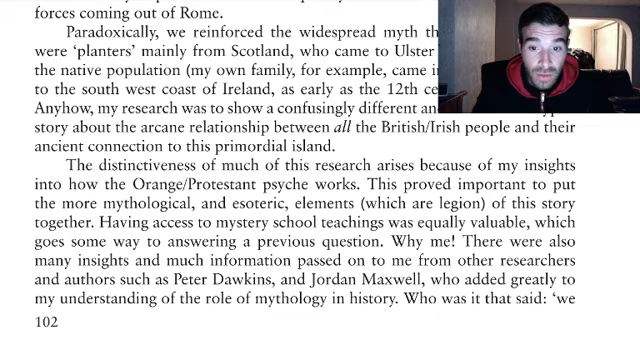 forces coming out of Rome.
Paradoxically, we reinforced the widespread myth th
were ‘planters’ mainly from Scotland, who came to Ulster
the native population (my own family, for example, came i
to the south west coast of Ireland, as early as the 12th ce
Anyhow, my research was to show a confusingly different an
story about the arcane relationship between all the British/Irish people and their
ancient connection to this primordial island.
The distinctiveness of much of this research arises because of my insights
into how the Orange/Protestant psyche works. This proved important to put
the more mythological, and esoteric, elements (which are legion) of this story
together. Having access to mystery school teachings was equally valuable, which
goes some way to answering a previous question. Why me! There were also
many insights and much information passed on to me from other researchers
and authors such as Peter Dawkins, and Jordan Maxwell, who added greatly to
my understanding of the role of mythology in history. Who was it that said: ‘we
102